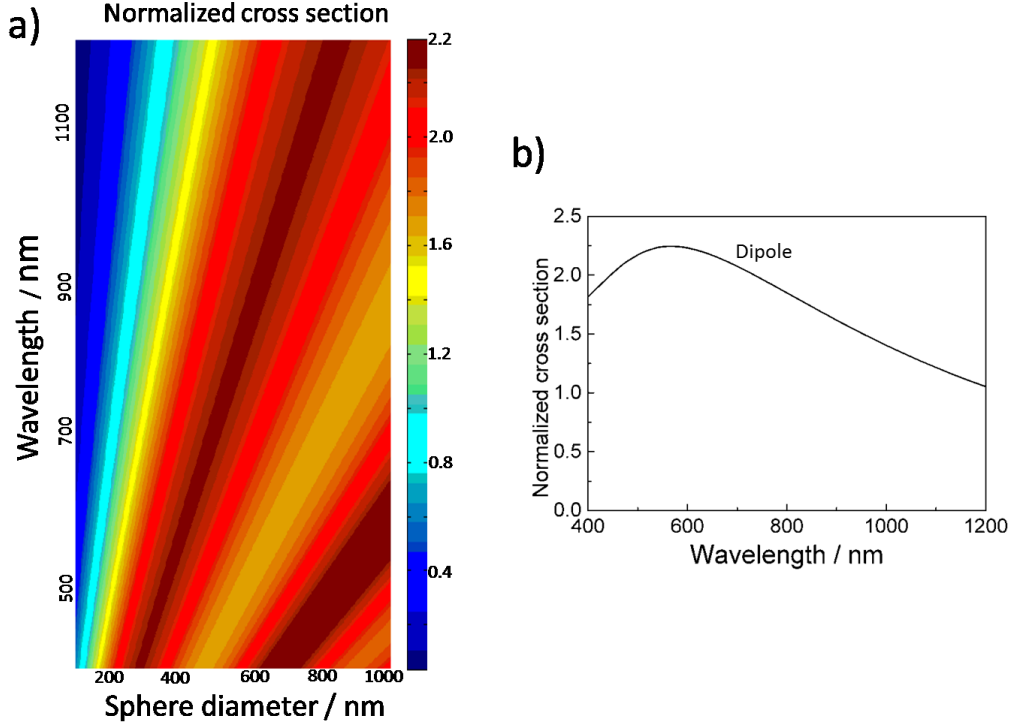 a)
Normalized cross section
2.2
2.0
1.6
1.2
0.8
0.4
1100
900
700
500
Wavelength / nm
200 400 600 800 1000
Sphere diameter / nm
b)
2.5
2.0
1.5
1.0
0.5
0.0
Normalized cross section
Dipole
400 600 800 1000 1200
Wavelength / nm